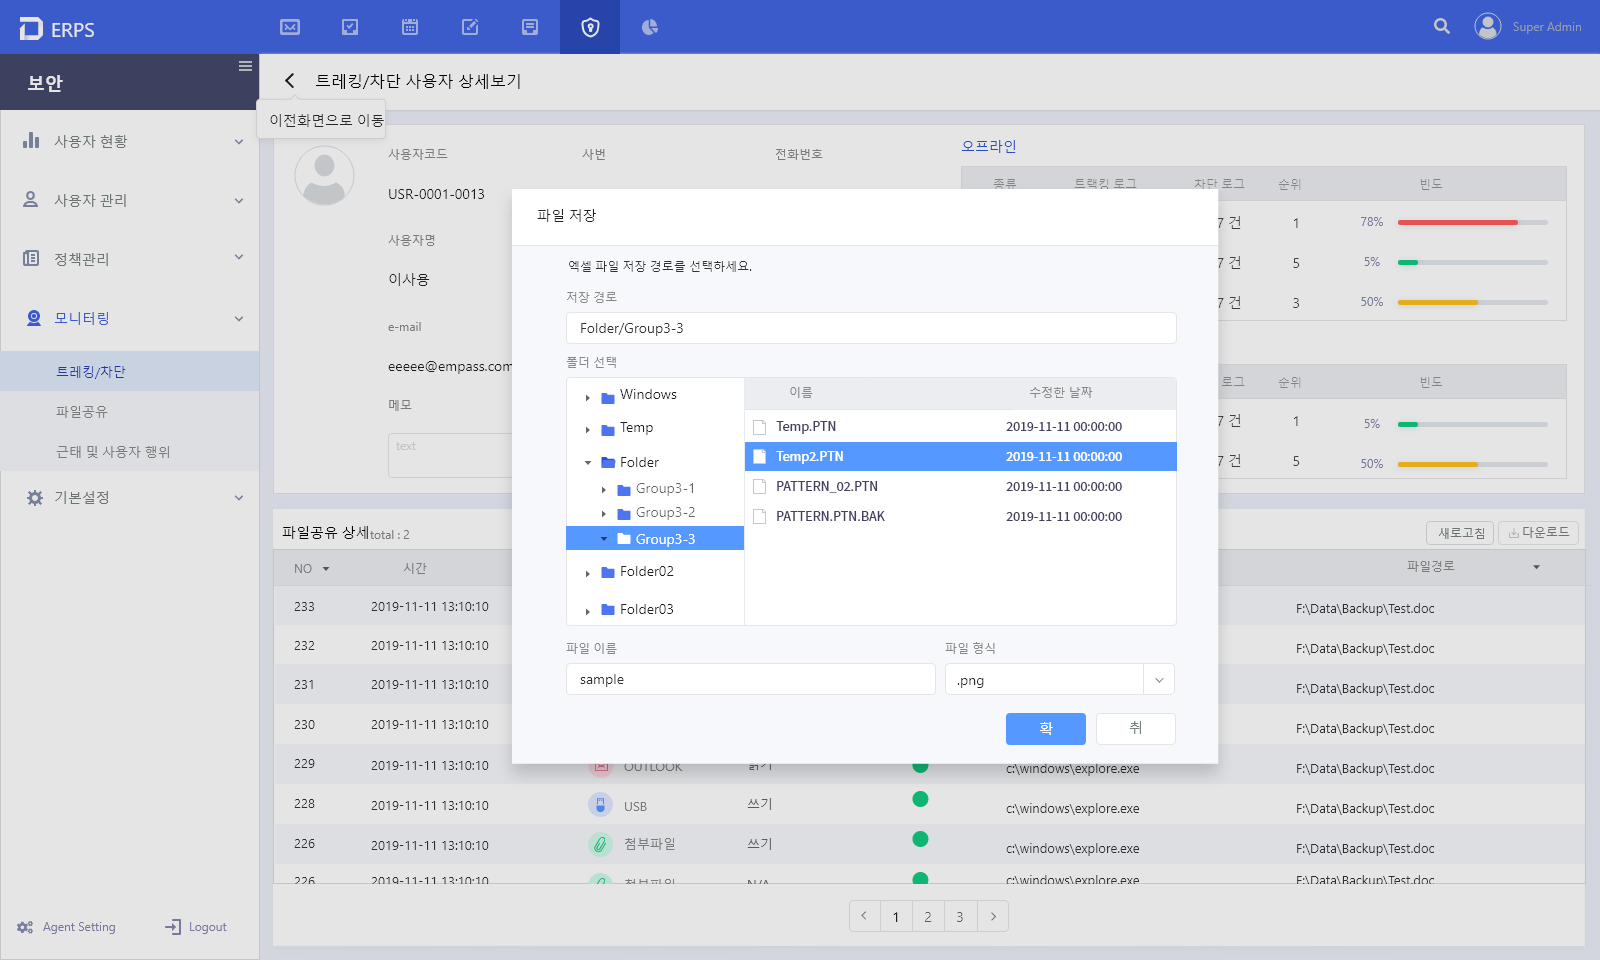 ERPS
Super Admin
보안
트레킹/차단 사용자 상세보기
이전화면으로 이동
사용자 현황
사용자 관리
정책관리
모니터링
트레킹/차단
파일공유
근태 및 사용자 행위
기본설정
Agent Setting
Logout
사용자코드 사번 전화번호
USR-0001-0013
사용자명
이사용
e-mail
eeeee@empass.com
메모
text
오프라인
종류 트랙킹 로그 차단 로그 순위 빈도
7 건 1 78%
7 건 5 5%
7 건 3 50%
로그 순위 빈도
7 건 1 5%
7 건 5 50%
파일 저장
엑셀 파일 저장 경로를 선택하세요.
저장 경로
Folder/Group3-3
폴더 선택
Windows
Temp
Folder
Group3-1
Group3-2
Group3-3
Folder02
Folder03
이름 수정한 날짜
Temp.PTN 2019-11-11 00:00:00
Temp2.PTN 2019-11-11 00:00:00
PATTERN_02.PTN 2019-11-11 00:00:00
PATTERN.PTN.BAK 2019-11-11 00:00:00
파일 이름 파일 형식
sample .png
확 취
파일공유 상세 total : 2 새로고침 다운로드
NO 시간 파일경로
233 2019-11-11 13:10:10 F:\Data\Backup\Test.doc
232 2019-11-11 13:10:10 F:\Data\Backup\Test.doc
231 2019-11-11 13:10:10 F:\Data\Backup\Test.doc
230 2019-11-11 13:10:10 F:\Data\Backup\Test.doc
229 2019-11-11 13:10:10 OUTLOOK 읽기 c:\windows\explore.exe F:\Data\Backup\Test.doc
228 2019-11-11 13:10:10 USB 쓰기 c:\windows\explore.exe F:\Data\Backup\Test.doc
226 2019-11-11 13:10:10 첨부파일 쓰기 c:\windows\explore.exe F:\Data\Backup\Test.doc
226 2019-11-11 13:10:10 첨부파일 N/A c:\windows\explore.exe F:\Data\Backup\Test.doc
1 2 3